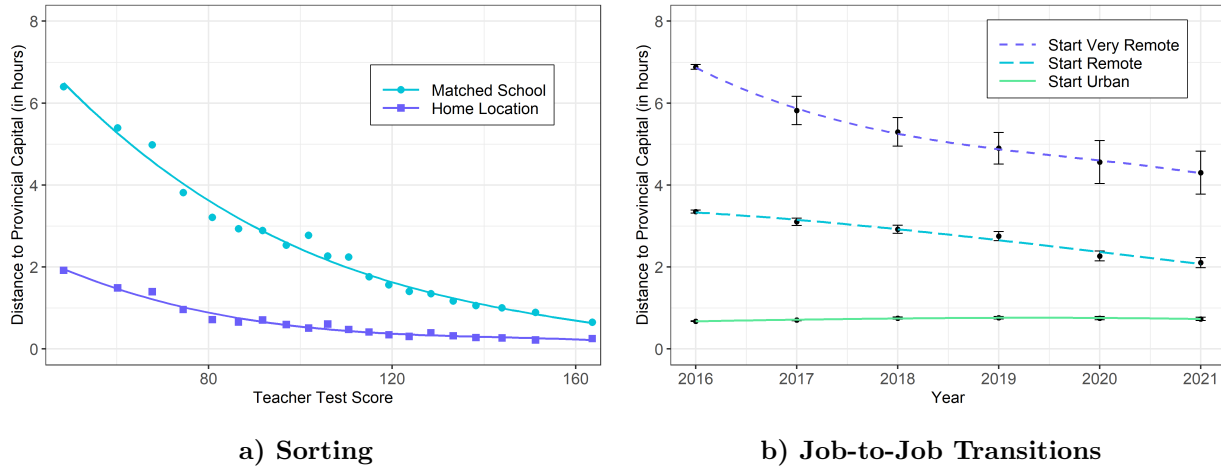 8
6
4
2
0
Distance to Provincial Capital (in hours)
Matched School
Home Location
80
120
160
Teacher Test Score
a) Sorting
8
6
4
2
0
Distance to Provincial Capital (in hours)
Start Very Remote
Start Remote
Start Urban
2016
2017
2018
2019
2020
2021
Year
b) Job-to-Job Transitions